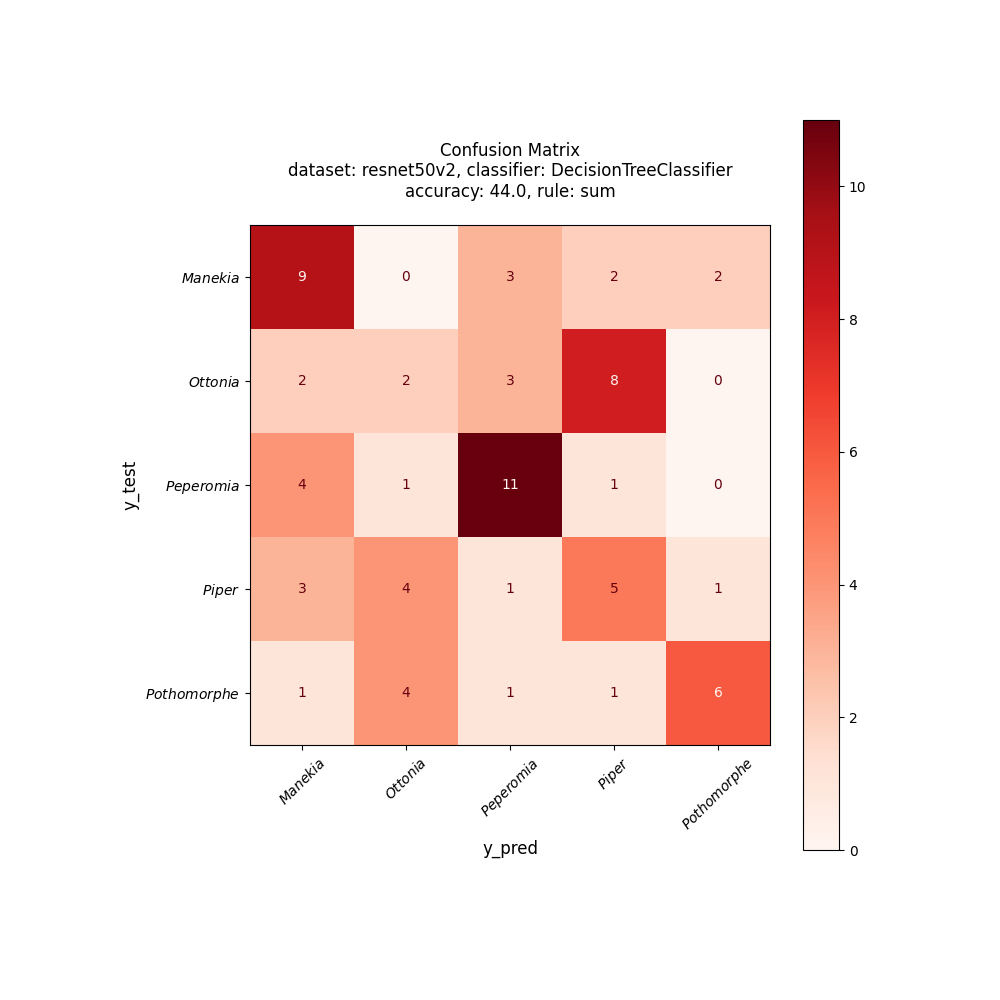 Confusion Matrix
dataset: resnet50v2, classifier: DecisionTreeClassifier
accuracy: 44.0, rule: sum
Manekia 9 0 3 2 2
Ottonia 2 2 3 8 0
Peperomia 4 1 11 1 0
Piper 3 4 1 5 1
Pothomorphe 1 4 1 1 6
Manekia Ottonia Peperomia Piper Pothomorphe
y_pred
y_test
10
8
6
4
2
0